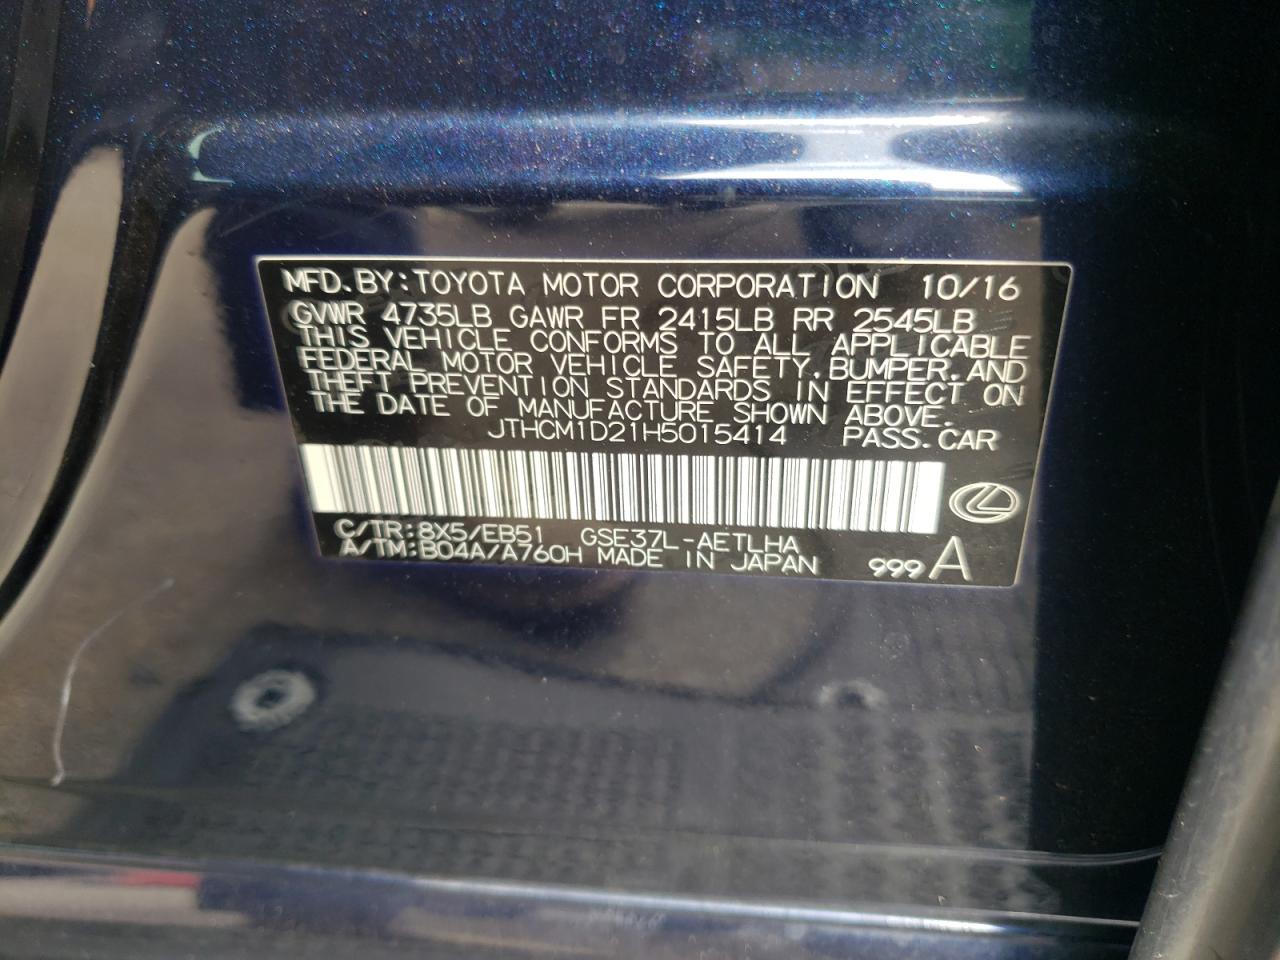 MFD.BY:TOYOTA MOTOR CORPORATION 10/16
GVWR 4735LB GAWR FR 2415LB RR 2545LB
THIS VEHICLE CONFORMS TO ALL APPLICABLE
FEDERAL MOTOR VEHICLE SAFETY,BUMPER,AND
THEFT PREVENTION STANDARDS IN EFFECT ON
THE DATE OF MANUFACTURE SHOWN ABOVE.
JTHCM1D21H5015414 PASS.CAR
C/TR:8X5/EB51 GSE37L-AETLHA
A/TM:B04A/A760H MADE IN JAPAN 999 A